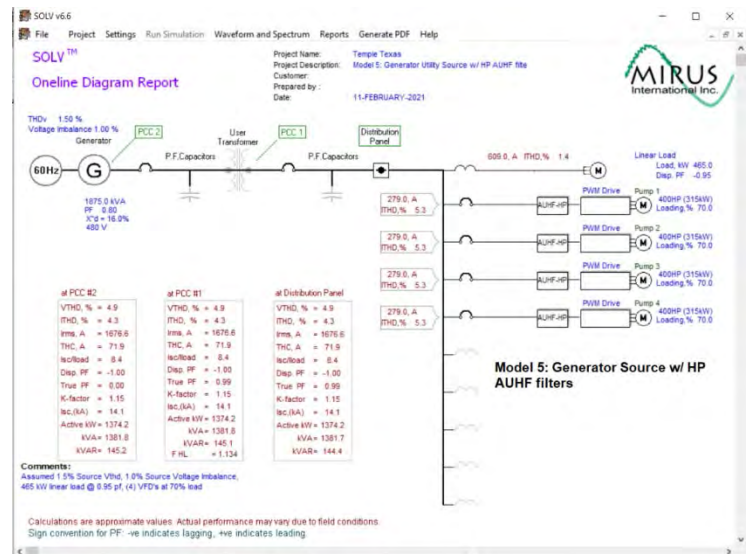 SOLV v6.6
File Project Settings Run Simulation Waveform and Spectrum Reports Generate PDF Help
SOLV™
Oneline Diagram Report
Project Name: Temple Texas
Project Description: Model 5: Generator Utility Source w/ HP AUHF filte
Customer:
Prepared by :
Date: 11-FEBRUARY-2021
MIRUS
International Inc.
THDv 1.50 %
Voltage Imbalance 1.00 %
Generator
PCC 2
User
Transformer
PCC 1
Distribution
Panel
P.F.Capacitors
P.F.Capacitors
60Hz
G
1875.0 kVA
PF 0.80
X"d = 16.0%
480 V
609.0, A ITHD,% 1.4
M
Linear Load
Load, kW 465.0
Disp. PF -0.95
279.0, A
ITHD,% 5.3
AUHF-HP
PWM Drive
Pump 1
M
400HP (315kW)
Loading,% 70.0
279.0, A
ITHD,% 5.3
AUHF-HP
PWM Drive
Pump 2
M
400HP (315kW)
Loading,% 70.0
279.0, A
ITHD,% 5.3
AUHF-HP
PWM Drive
Pump 3
M
400HP (315kW)
Loading,% 70.0
279.0, A
ITHD,% 5.3
AUHF-HP
PWM Drive
Pump 4
M
400HP (315kW)
Loading,% 70.0
at PCC #2
VTHD, % = 4.9
ITHD, % = 4.3
Irms, A = 1676.6
THC, A = 71.9
Isc/Iload = 8.4
Disp. PF = -1.00
True PF = 0.00
K-factor = 1.15
Isc,(kA) = 14.1
Active kW = 1374.2
kVA= 1381.8
kVAR= 145.2
at PCC #1
VTHD, % = 4.9
ITHD, % = 4.3
Irms, A = 1676.6
THC, A = 71.9
Isc/Iload = 8.4
Disp. PF = -1.00
True PF = 0.99
K-factor = 1.15
Isc,(kA) = 14.1
Active kW = 1374.2
kVA= 1381.8
kVAR= 145.1
F HL = 1.134
at Distribution Panel
VTHD, % = 4.9
ITHD, % = 4.3
Irms, A = 1676.6
THC, A = 71.9
Isc/Iload = 8.4
Disp. PF = -1.00
True PF = 0.99
K-factor = 1.15
Isc,(kA) = 14.1
Active kW = 1374.2
kVA= 1381.7
kVAR= 144.4
Model 5: Generator Source w/ HP
AUHF filters
Comments:
Assumed 1.5% Source Vthd, 1.0% Source Voltage Imbalance,
465 kW linear load @ 0.95 pf, (4) VFD's at 70% load
Calculations are approximate values. Actual performance may vary due to field conditions.
Sign convention for PF: -ve indicates lagging, +ve indicates leading.